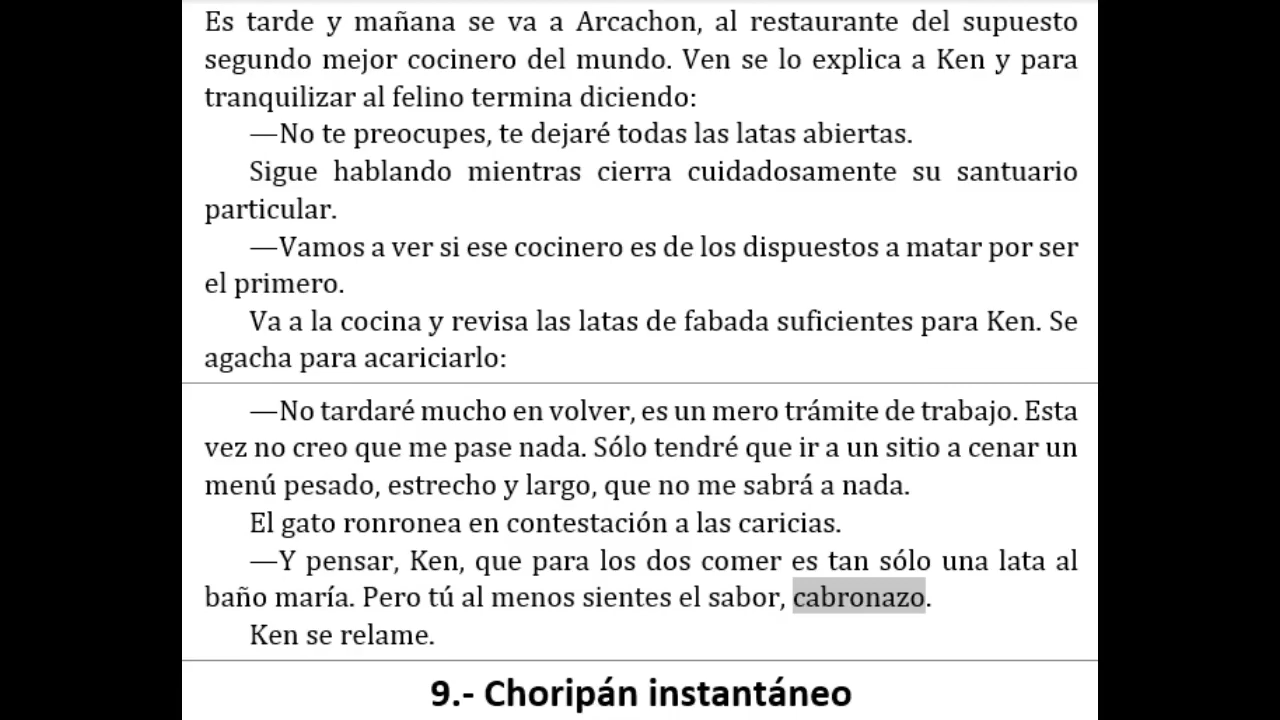 Es tarde y mañana se va a Arcachon, al restaurante del supuesto
segundo mejor cocinero del mundo. Ven se lo explica a Ken y para
tranquilizar al felino termina diciendo:
—No te preocupes, te dejaré todas las latas abiertas.
Sigue hablando mientras cierra cuidadosamente su santuario
particular.
—Vamos a ver si ese cocinero es de los dispuestos a matar por ser
el primero.
Va a la cocina y revisa las latas de fabada suficientes para Ken. Se
agacha para acariciarlo:
—No tardaré mucho en volver, es un mero trámite de trabajo. Esta
vez no creo que me pase nada. Sólo tendré que ir a un sitio a cenar un
menú pesado, estrecho y largo, que no me sabrá a nada.
El gato ronronea en contestación a las caricias.
—Y pensar, Ken, que para los dos comer es tan sólo una lata al
baño maría. Pero tú al menos sientes el sabor, cabronazo.
Ken se relame.
9.- Choripán instantáneo